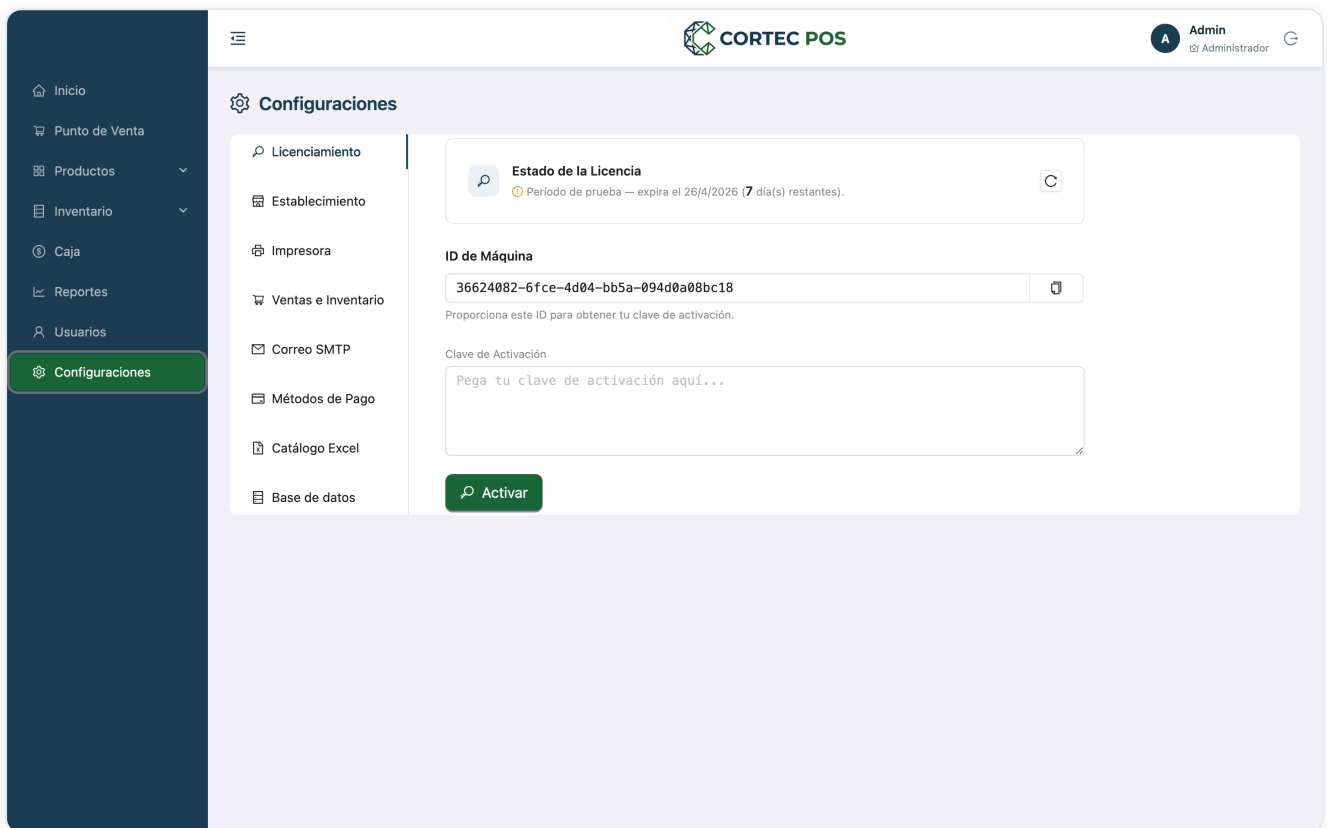 CORTEC POS
A
Admin
Administrador
Inicio
Punto de Venta
Productos
Inventario
Caja
Reportes
Usuarios
Configuraciones
Configuraciones
Licenciamiento
Establecimiento
Impresora
Ventas e Inventario
Correo SMTP
Métodos de Pago
Catálogo Excel
Base de datos
Estado de la Licencia
Período de prueba — expira el 26/4/2026 (7 día(s) restantes).
ID de Máquina
36624082-6fce-4d04-bb5a-094d0a08bc18
Proporciona este ID para obtener tu clave de activación.
Clave de Activación
Pega tu clave de activación aquí...
Activar